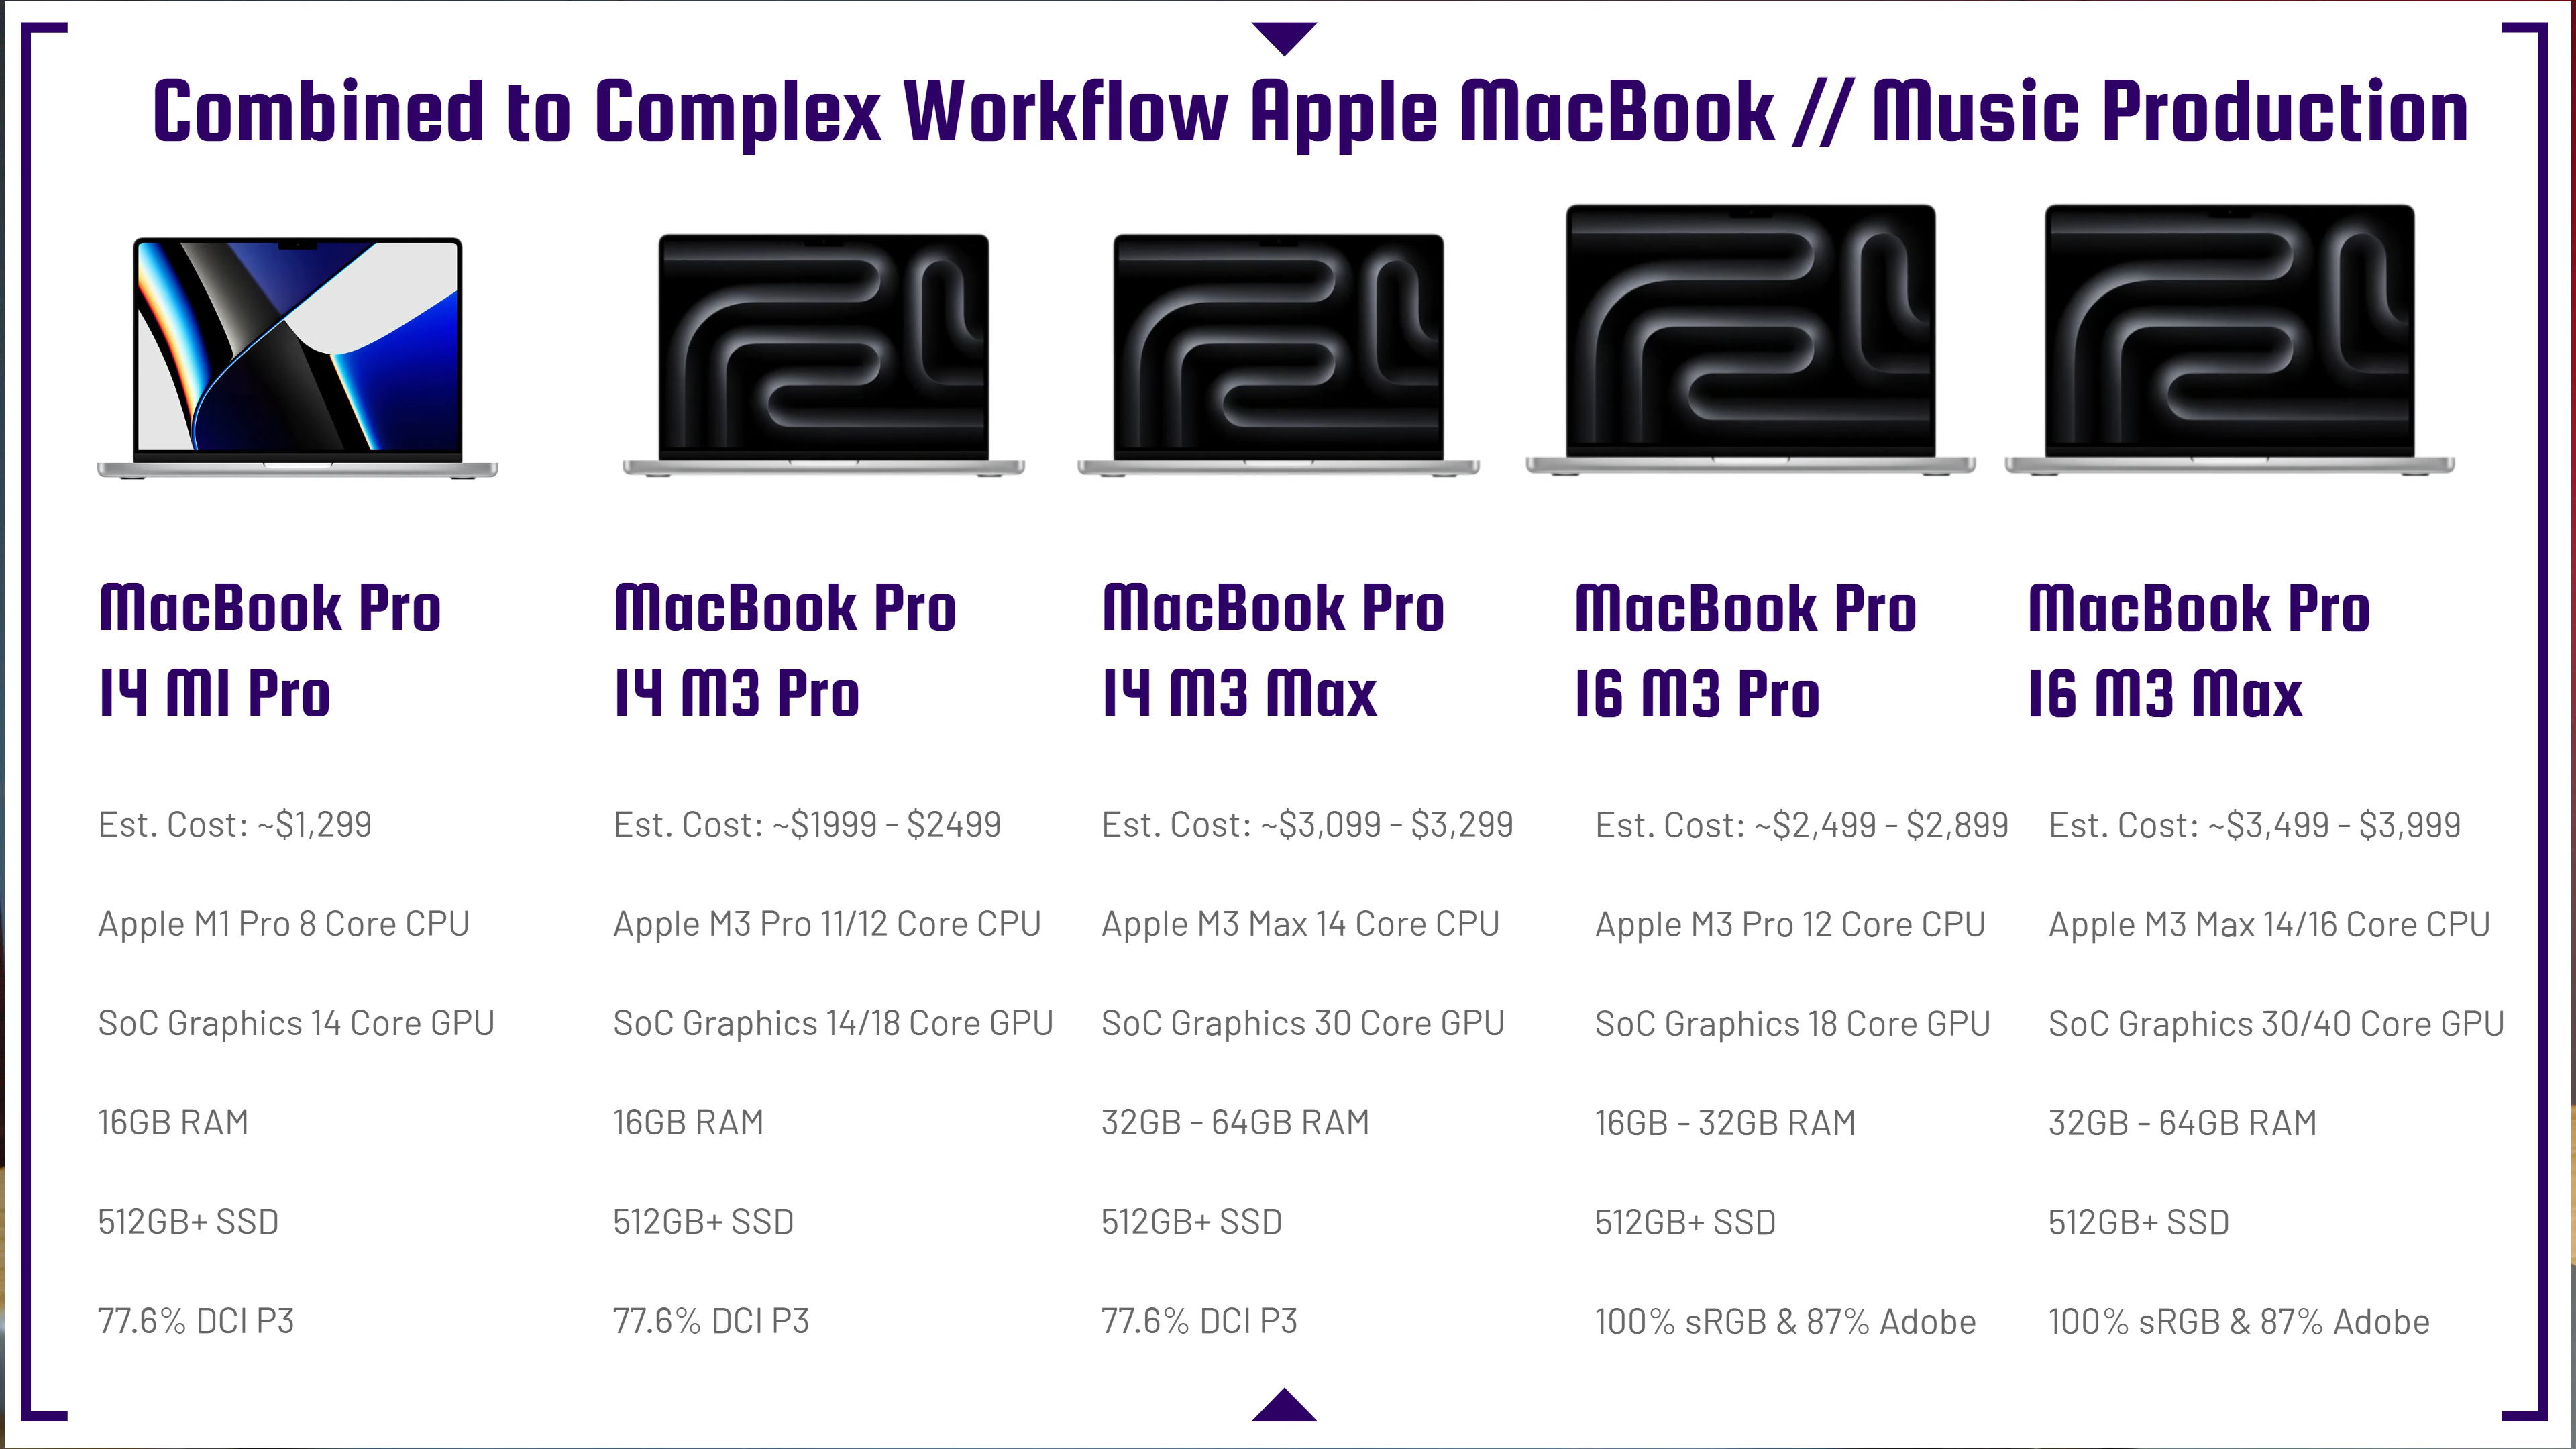 Combined to Complex Workflow Apple MacBook // Music Production
MacBook Pro
14 M1 Pro
Est. Cost: ~$1,299
Apple M1 Pro 8 Core CPU
SoC Graphics 14 Core GPU
16GB RAM
512GB+ SSD
77.6% DCI P3
MacBook Pro
14 M3 Pro
Est. Cost: ~$1999 - $2499
Apple M3 Pro 11/12 Core CPU
SoC Graphics 14/18 Core GPU
16GB RAM
512GB+ SSD
77.6% DCI P3
MacBook Pro
14 M3 Max
Est. Cost: ~$3,099 - $3,299
Apple M3 Max 14 Core CPU
SoC Graphics 30 Core GPU
32GB - 64GB RAM
512GB+ SSD
77.6% DCI P3
MacBook Pro
16 M3 Pro
Est. Cost: ~$2,499 - $2,899
Apple M3 Pro 12 Core CPU
SoC Graphics 18 Core GPU
16GB - 32GB RAM
512GB+ SSD
100% sRGB & 87% Adobe
MacBook Pro
16 M3 Max
Est. Cost: ~$3,499 - $3,999
Apple M3 Max 14/16 Core CPU
SoC Graphics 30/40 Core GPU
32GB - 64GB RAM
512GB+ SSD
100% sRGB & 87% Adobe